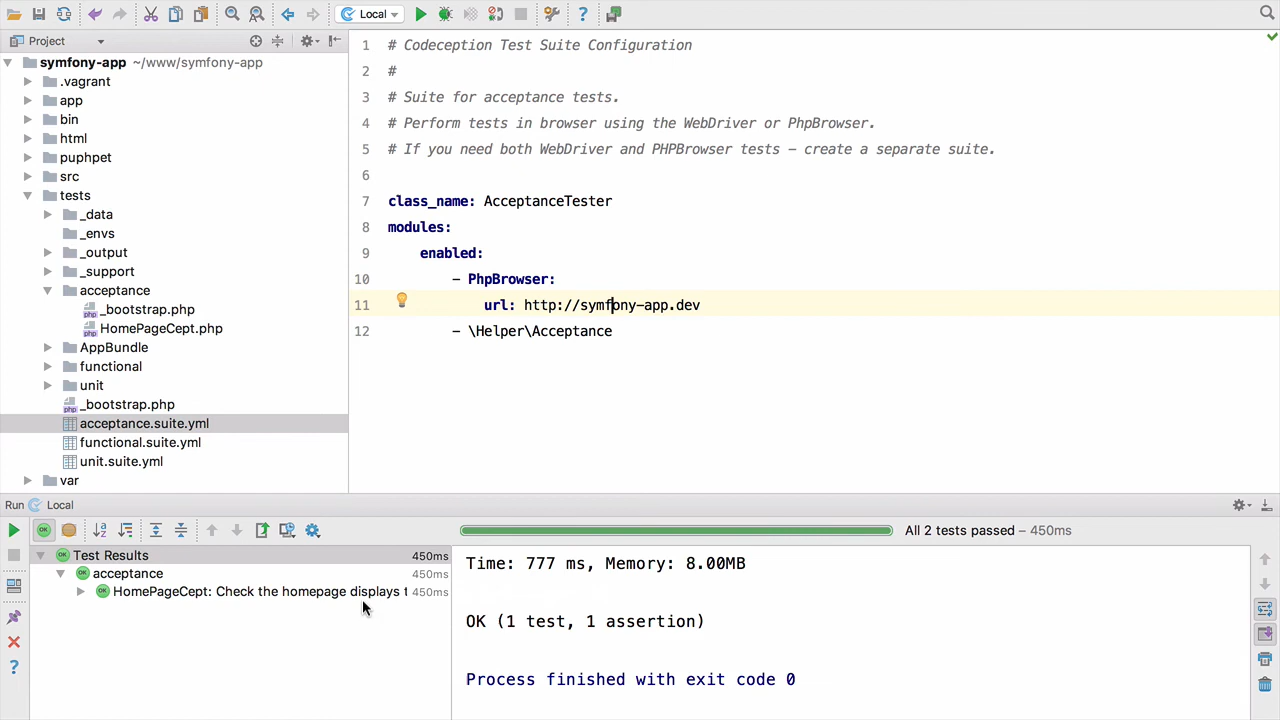 Local
Project
symfony-app ~/www/symfony-app
.vagrant
app
bin
html
puphpet
src
tests
_data
_envs
_output
_support
acceptance
php _bootstrap.php
php HomePageCept.php
AppBundle
functional
unit
php _bootstrap.php
acceptance.suite.yml
functional.suite.yml
unit.suite.yml
var
1 # Codeception Test Suite Configuration
2 #
3 # Suite for acceptance tests.
4 # Perform tests in browser using the WebDriver or PhpBrowser.
5 # If you need both WebDriver and PHPBrowser tests - create a separate suite.
6
7 class_name: AcceptanceTester
8 modules:
9 enabled:
10 - PhpBrowser:
11 url: http://symfony-app.dev
12 - \Helper\Acceptance
Run Local
All 2 tests passed – 450ms
OK Test Results 450ms
OK acceptance 450ms
OK HomePageCept: Check the homepage displays t 450ms
Time: 777 ms, Memory: 8.00MB
OK (1 test, 1 assertion)
Process finished with exit code 0